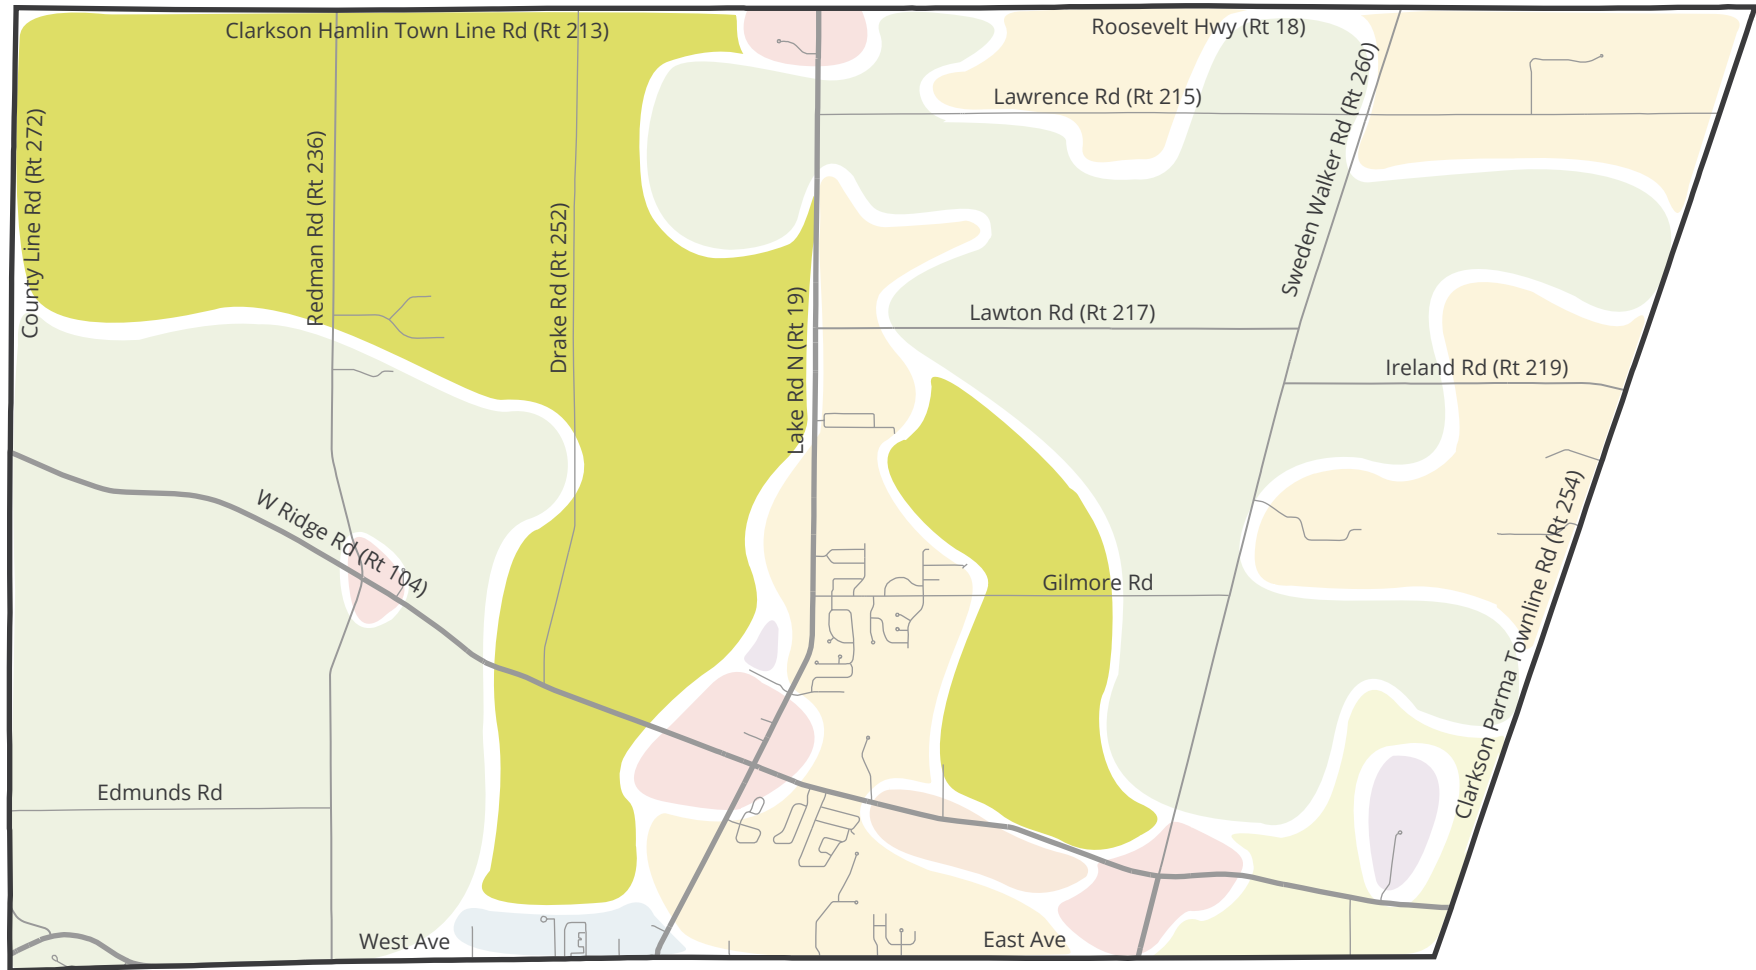 Clarkson Hamlin Town Line Rd (Rt 213)
Roosevelt Hwy (Rt 18)
Lawrence Rd (Rt 215)
County Line Rd (Rt 272)
Redman Rd (Rt 236)
Drake Rd (Rt 252)
Lake Rd N (Rt 19)
Sweden Walker Rd (Rt 260)
Lawton Rd (Rt 217)
Ireland Rd (Rt 219)
W Ridge Rd (Rt 104)
Gilmore Rd
Clarkson Parma Townline Rd (Rt 254)
Edmunds Rd
West Ave
East Ave